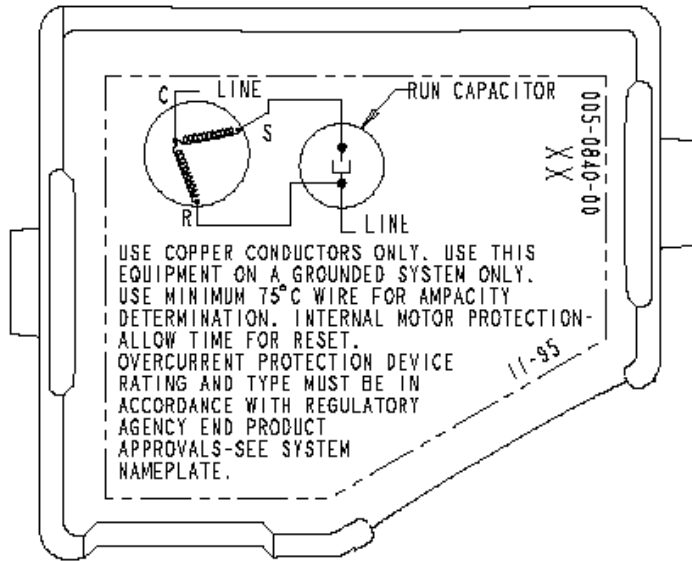 C LINE
S
R
RUN CAPACITOR
LINE
005-0840-00
XX
USE COPPER CONDUCTORS ONLY. USE THIS
EQUIPMENT ON A GROUNDED SYSTEM ONLY.
USE MINIMUM 75°C WIRE FOR AMPACITY
DETERMINATION. INTERNAL MOTOR PROTECTION-
ALLOW TIME FOR RESET.
OVERCURRENT PROTECTION DEVICE
RATING AND TYPE MUST BE IN
ACCORDANCE WITH REGULATORY
AGENCY END PRODUCT
APPROVALS-SEE SYSTEM
NAMEPLATE.
11-95